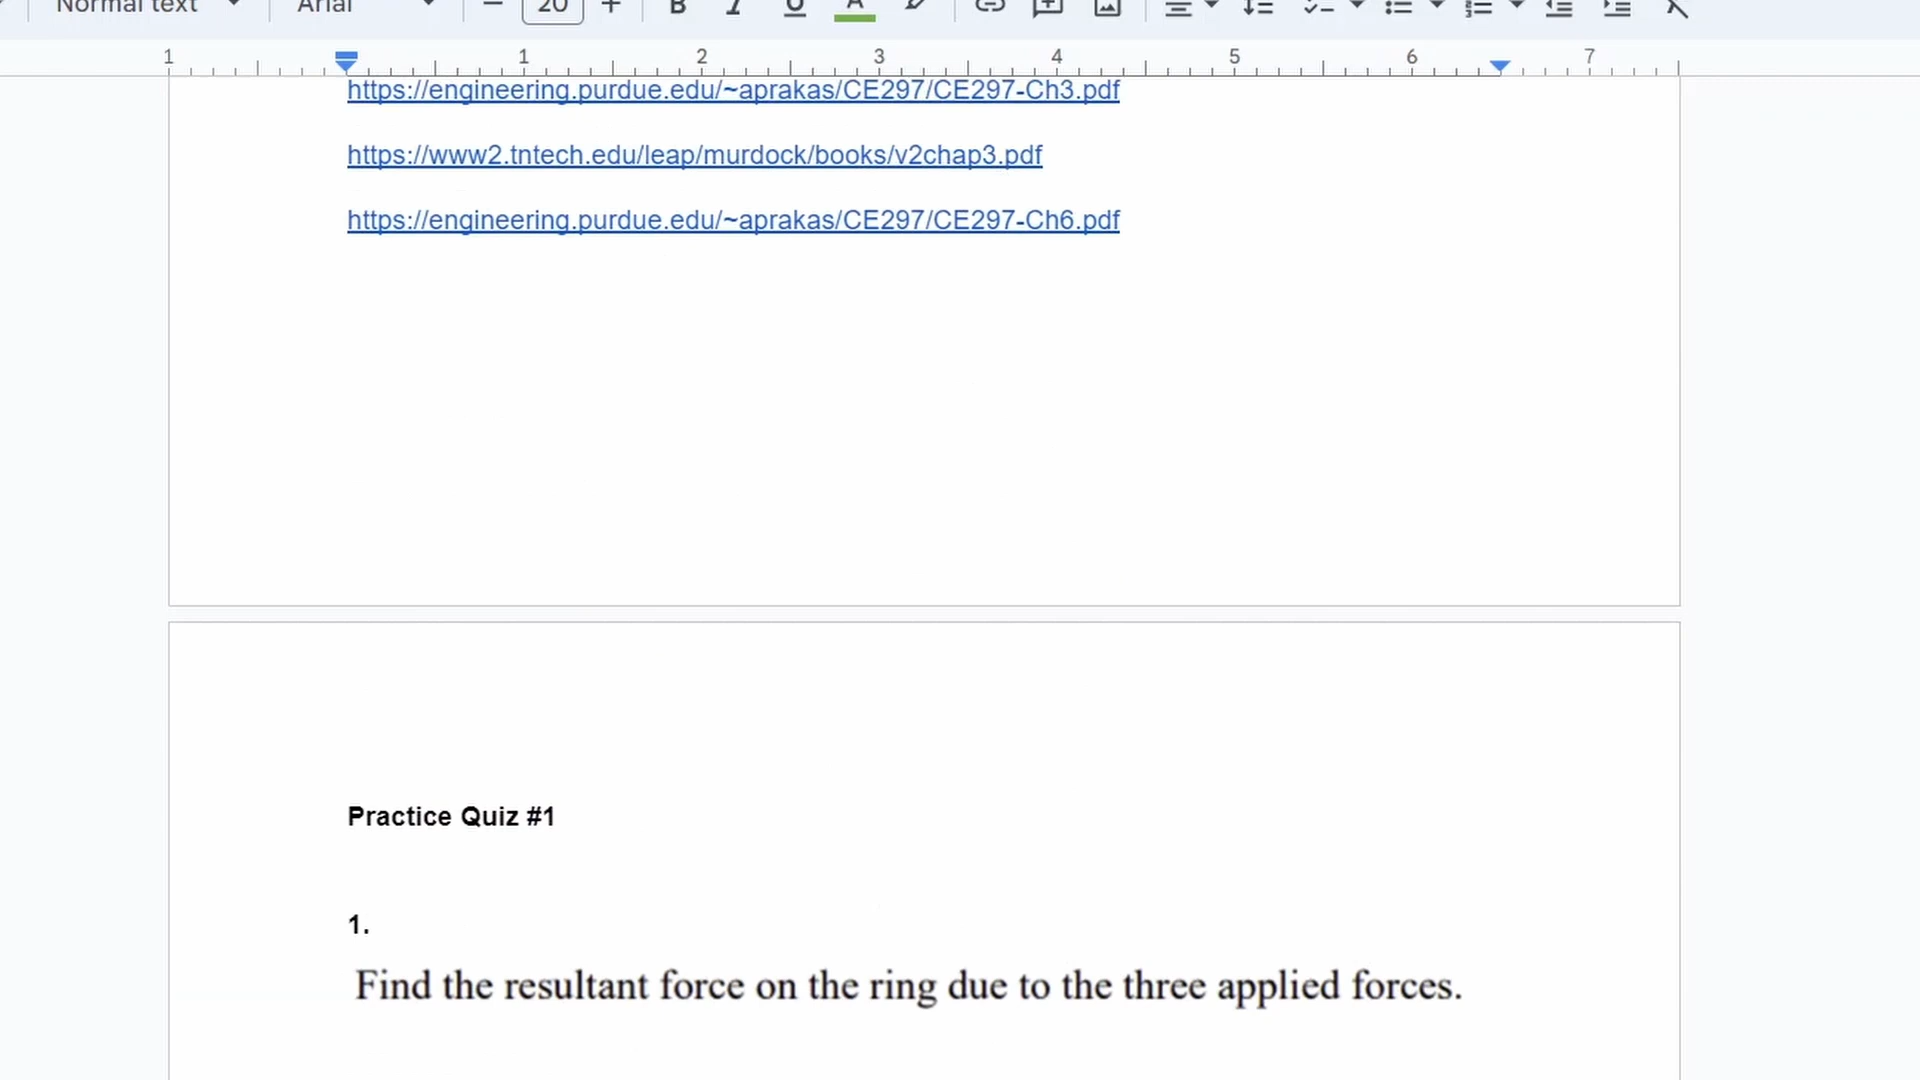 Normal text Arial 20 B I U A
1 1 2 3 4 5 6 7
https://engineering.purdue.edu/~aprakas/CE297/CE297-Ch3.pdf
https://www2.tntech.edu/leap/murdock/books/v2chap3.pdf
https://engineering.purdue.edu/~aprakas/CE297/CE297-Ch6.pdf
Practice Quiz #1
1.
Find the resultant force on the ring due to the three applied forces.